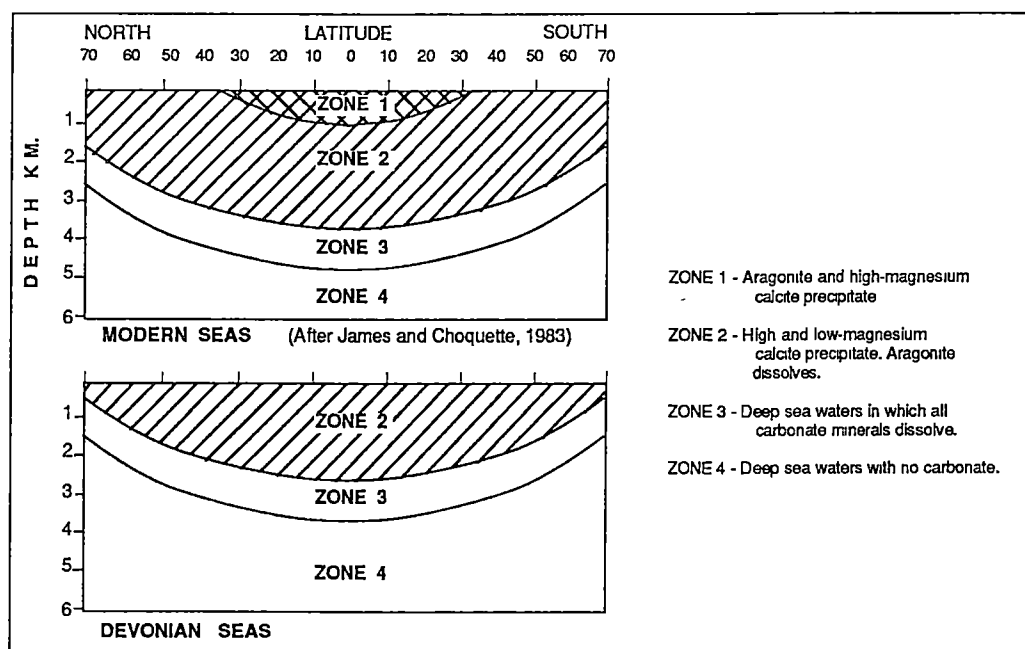 NORTH LATITUDE SOUTH
70 60 50 40 30 20 10 0 10 20 30 40 50 60 70
ZONE 1
1
ZONE 2
2
3
ZONE 3
4
5
ZONE 4
6
DEPTH KM.
MODERN SEAS (After James and Choquette, 1983)
1
ZONE 2
2
3
ZONE 3
4
5
ZONE 4
6
DEVONIAN SEAS
ZONE 1 - Aragonite and high-magnesium
calcite precipitate
ZONE 2 - High and low-magnesium
calcite precipitate. Aragonite
dissolves.
ZONE 3 - Deep sea waters in which all
carbonate minerals dissolve.
ZONE 4 - Deep sea waters with no carbonate.